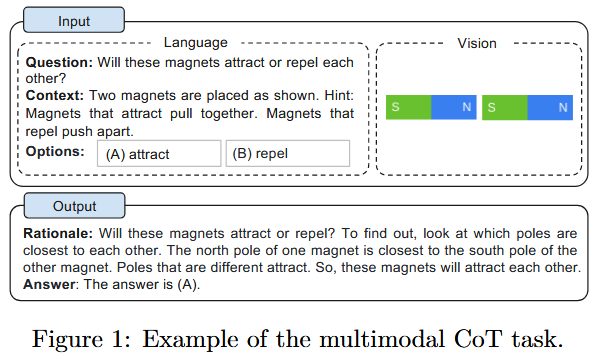 Input
Language
Vision
Question: Will these magnets attract or repel each
other?
Context: Two magnets are placed as shown. Hint:
Magnets that attract pull together. Magnets that
repel push apart.
Options: (A) attract (B) repel
S N S N
Output
Rationale: Will these magnets attract or repel? To find out, look at which poles are
closest to each other. The north pole of one magnet is closest to the south pole of the
other magnet. Poles that are different attract. So, these magnets will attract each other.
Answer: The answer is (A).
Figure 1: Example of the multimodal CoT task.